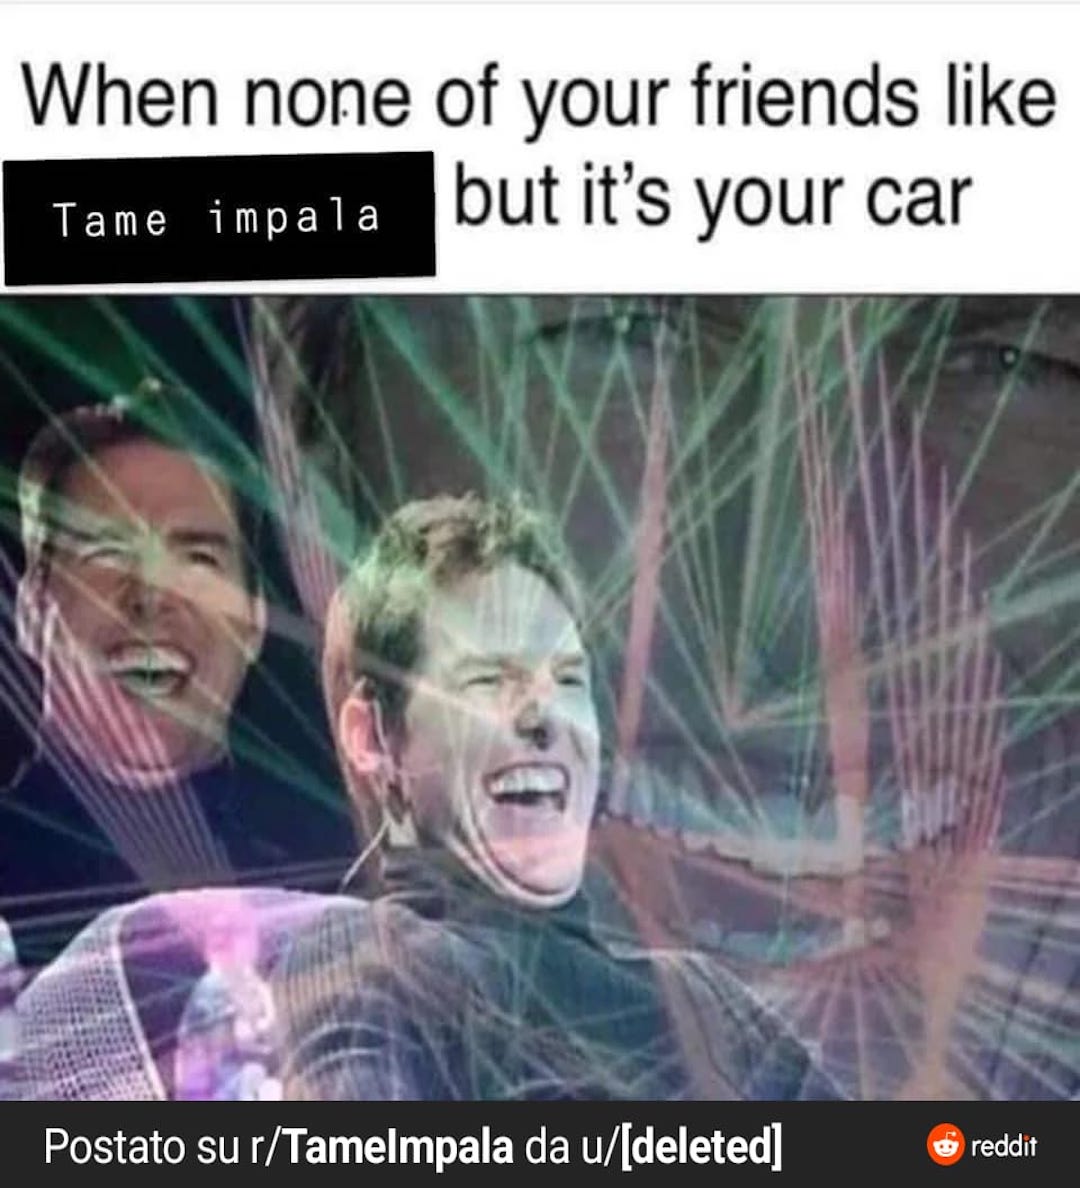 When none of your friends like
Tame impala but it's your car
Postato su r/TameImpala da u/[deleted]
reddit